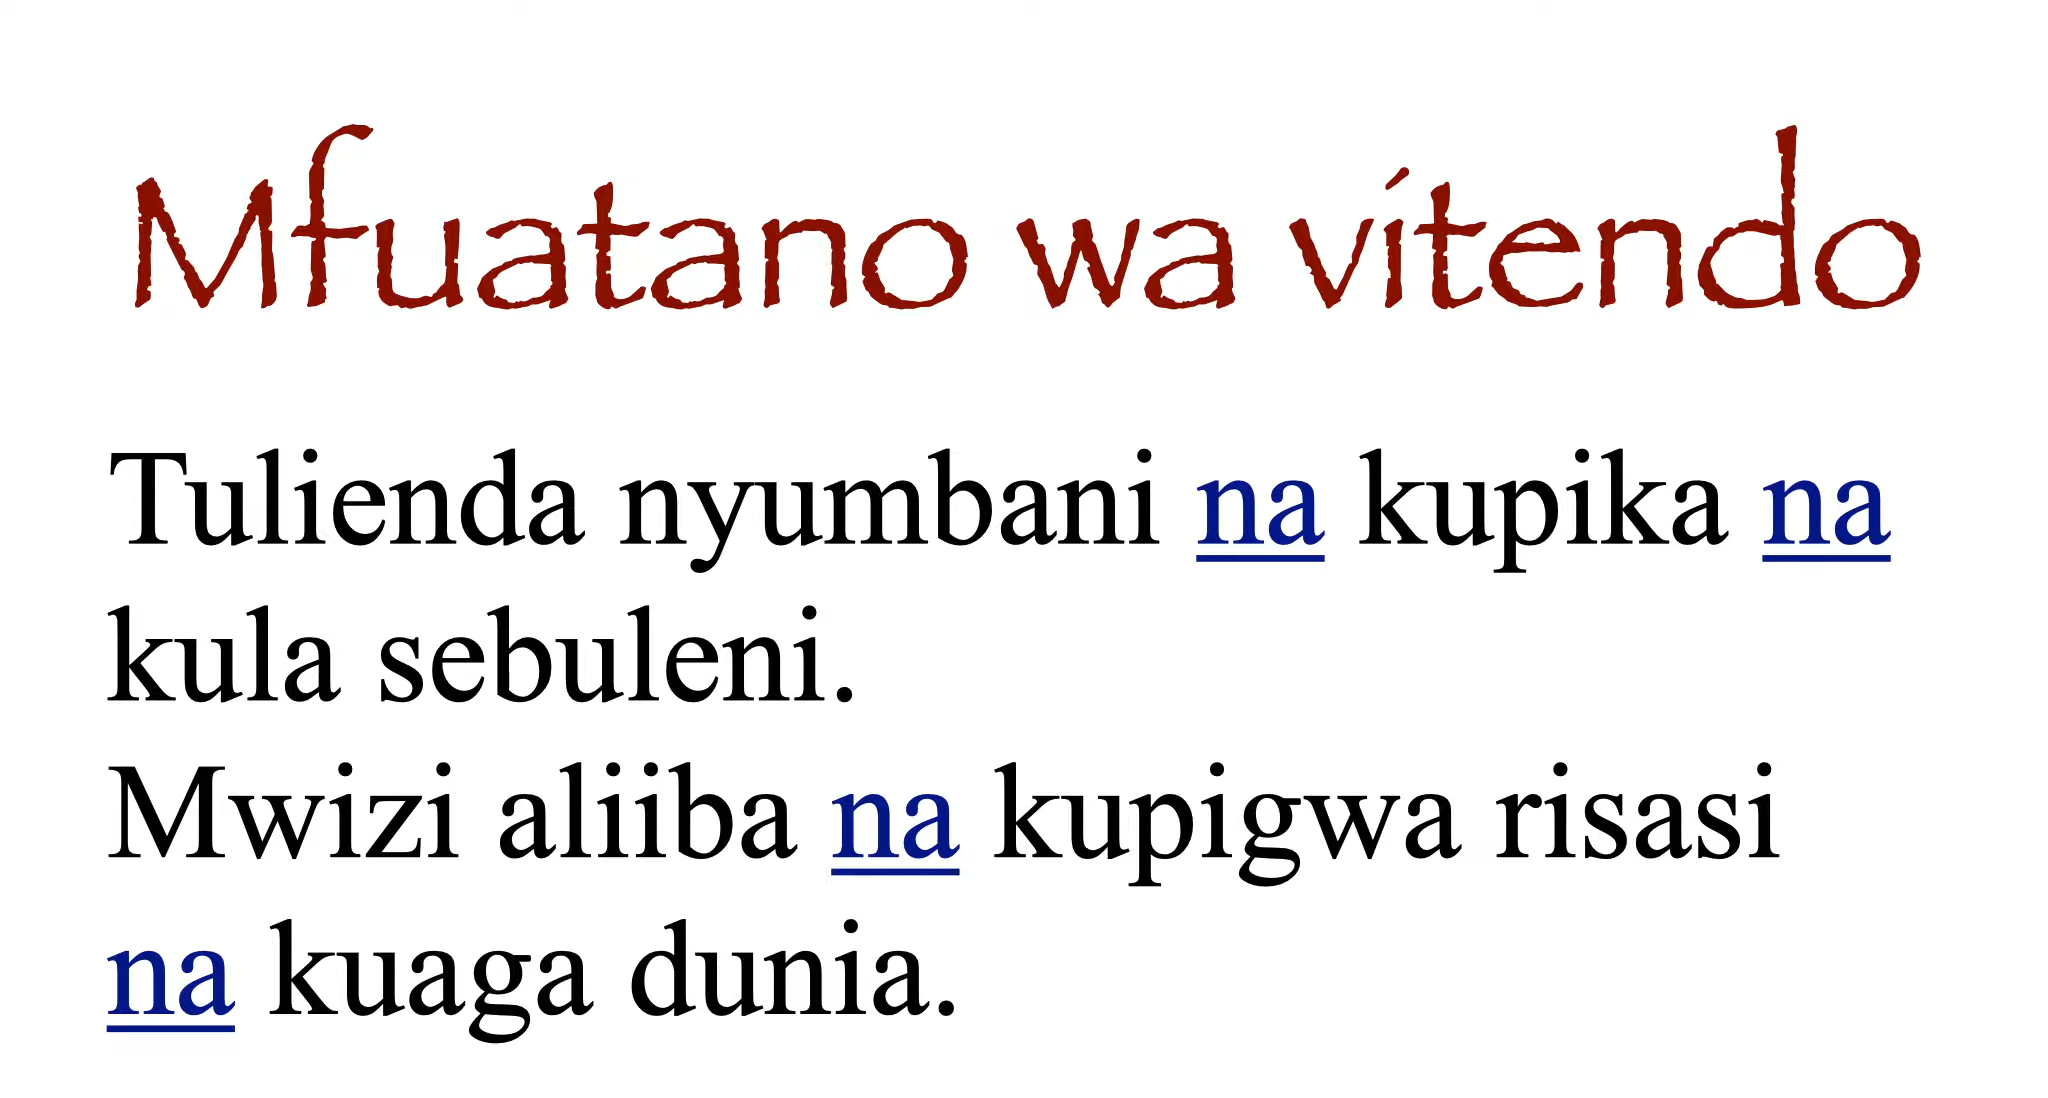 Mfuatano wa vitendo
Tulienda nyumbani na kupika na
kula sebuleni.
Mwizi aliiba na kupigwa risasi
na kuaga dunia.